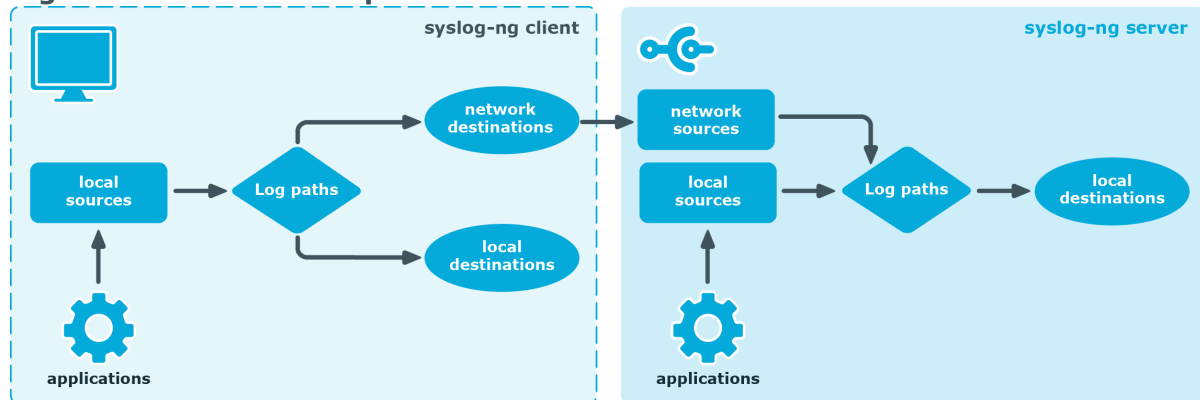 syslog-ng client
network
destinations
local
sources
Log paths
local
destinations
applications
syslog-ng server
network
sources
local
sources
Log paths
local
destinations
applications